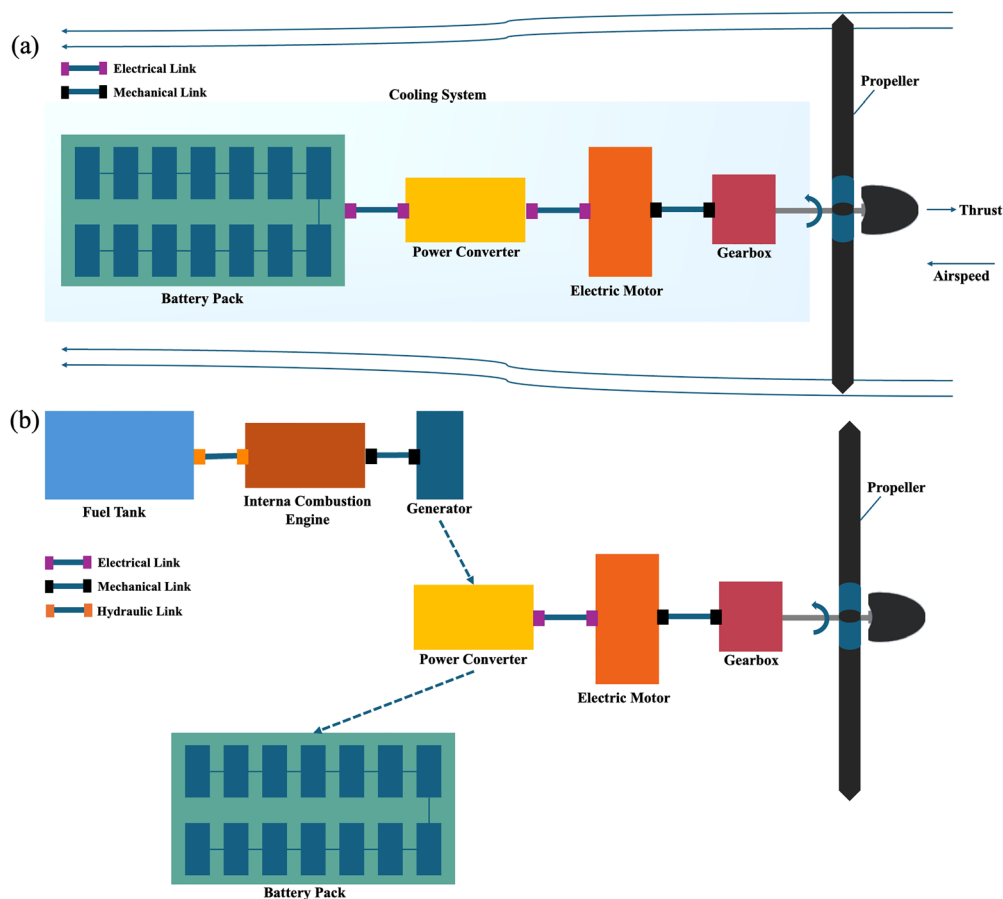 (a)
Electrical Link
Mechanical Link
Cooling System
Propeller
Thrust
Airspeed
Power Converter
Gearbox
Electric Motor
Battery Pack
(b)
Fuel Tank
Interna Combustion
Engine
Generator
Propeller
Electrical Link
Mechanical Link
Hydraulic Link
Power Converter
Gearbox
Electric Motor
Battery Pack